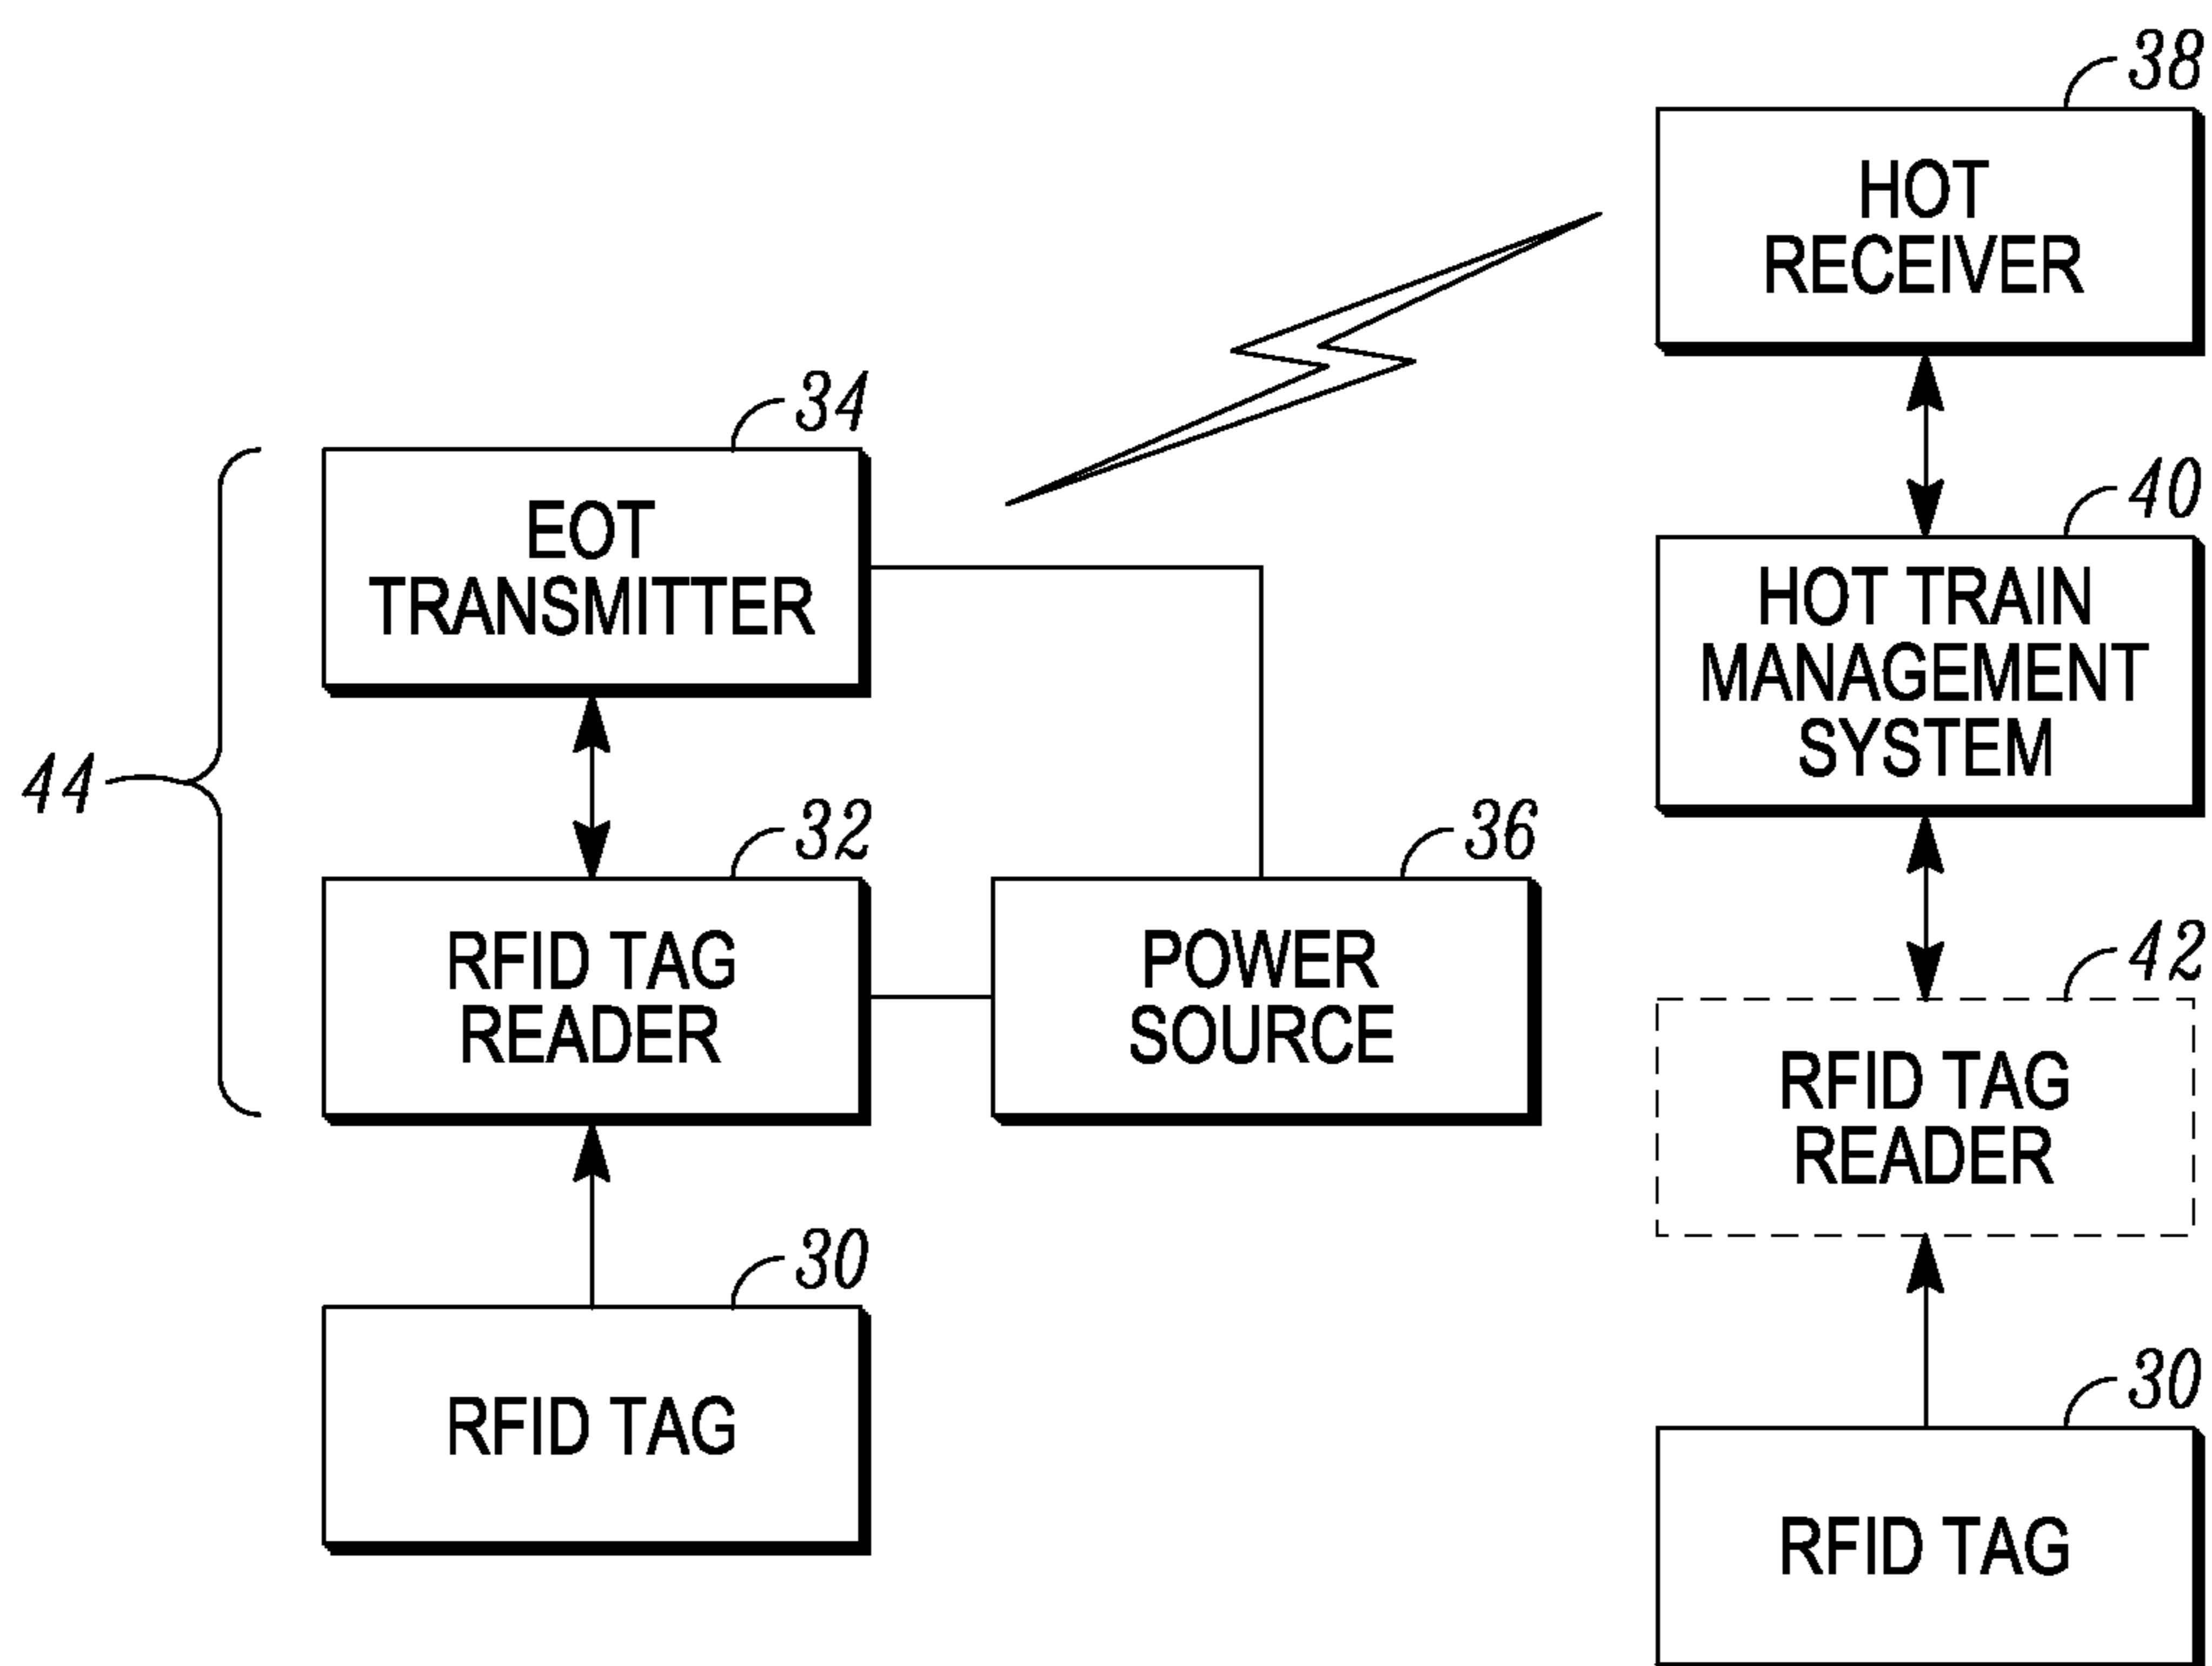 38
HOT
RECEIVER
34
EOT
TRANSMITTER
40
HOT TRAIN
MANAGEMENT
SYSTEM
44
32
RFID TAG
READER
36
POWER
SOURCE
42
RFID TAG
READER
30
RFID TAG
30
RFID TAG